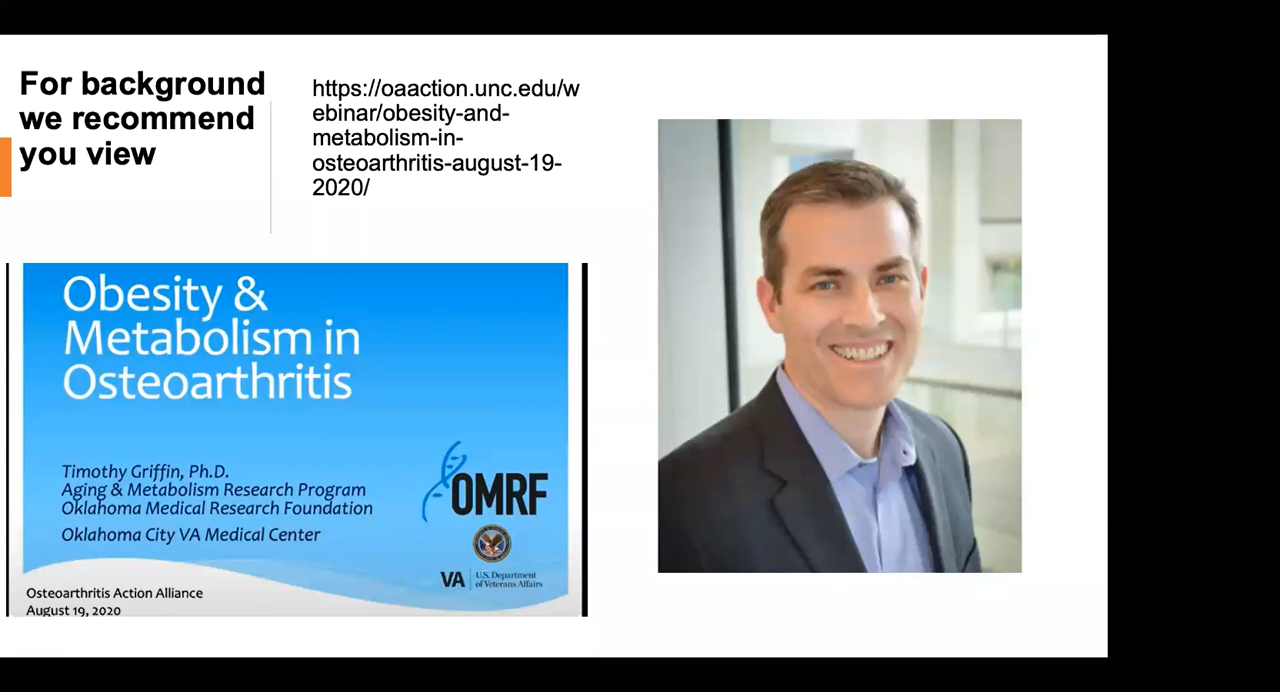 For background
we recommend
you view
https://oaaction.unc.edu/w
ebinar/obesity-and-
metabolism-in-
osteoarthritis-august-19-
2020/
Obesity &
Metabolism in
Osteoarthritis
Timothy Griffin, Ph.D.
Aging & Metabolism Research Program
Oklahoma Medical Research Foundation
Oklahoma City VA Medical Center
OMRF
VA
U.S. Department
of Veterans Affairs
Osteoarthritis Action Alliance
August 19, 2020